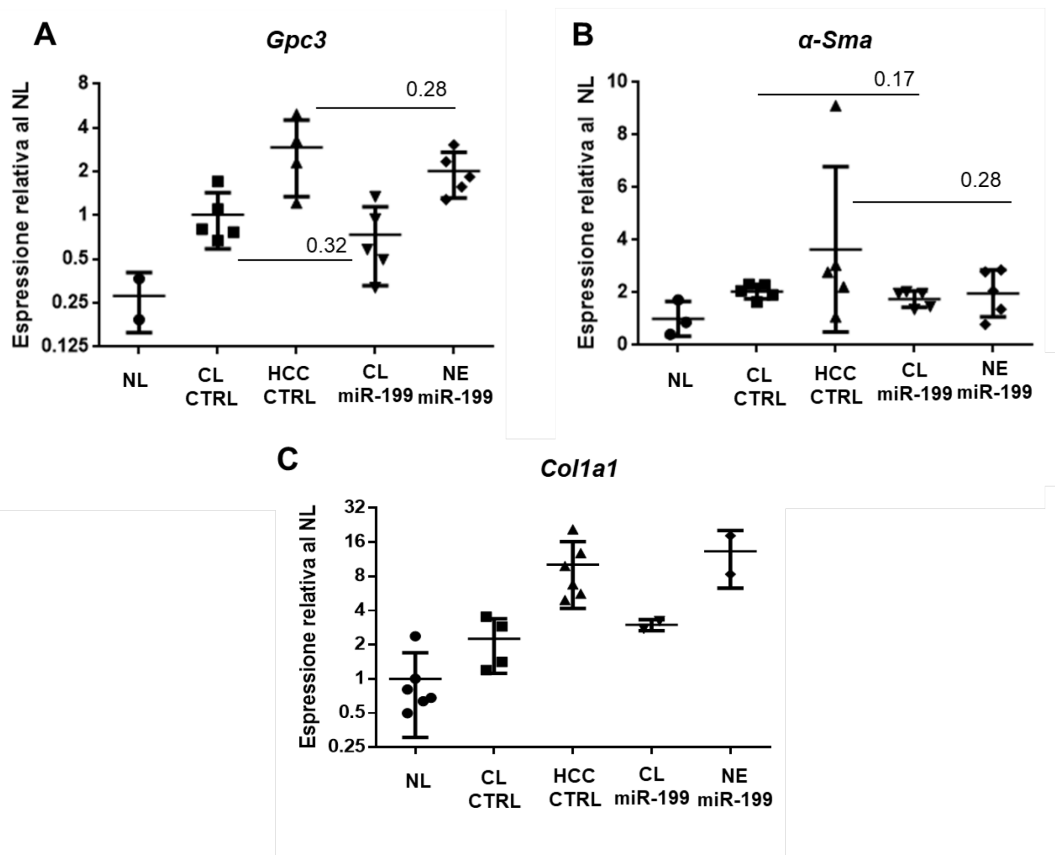 A
Gpc3
Espressione relativa al NL
8
4
2
1
0.5
0.25
0.125
0.28
0.32
NL
CL
CTRL
HCC
CTRL
CL
miR-199
NE
miR-199
B
α-Sma
Espressione relativa al  NL
10
8
6
4
2
0
0.17
0.28
NL
CL
CTRL
HCC
CTRL
CL
miR-199
NE
miR-199
C
Col1a1
Espressione relativa al NL
32
16
8
4
2
1
0.5
0.25
NL
CL
CTRL
HCC
CTRL
CL
miR-199
NE
miR-199